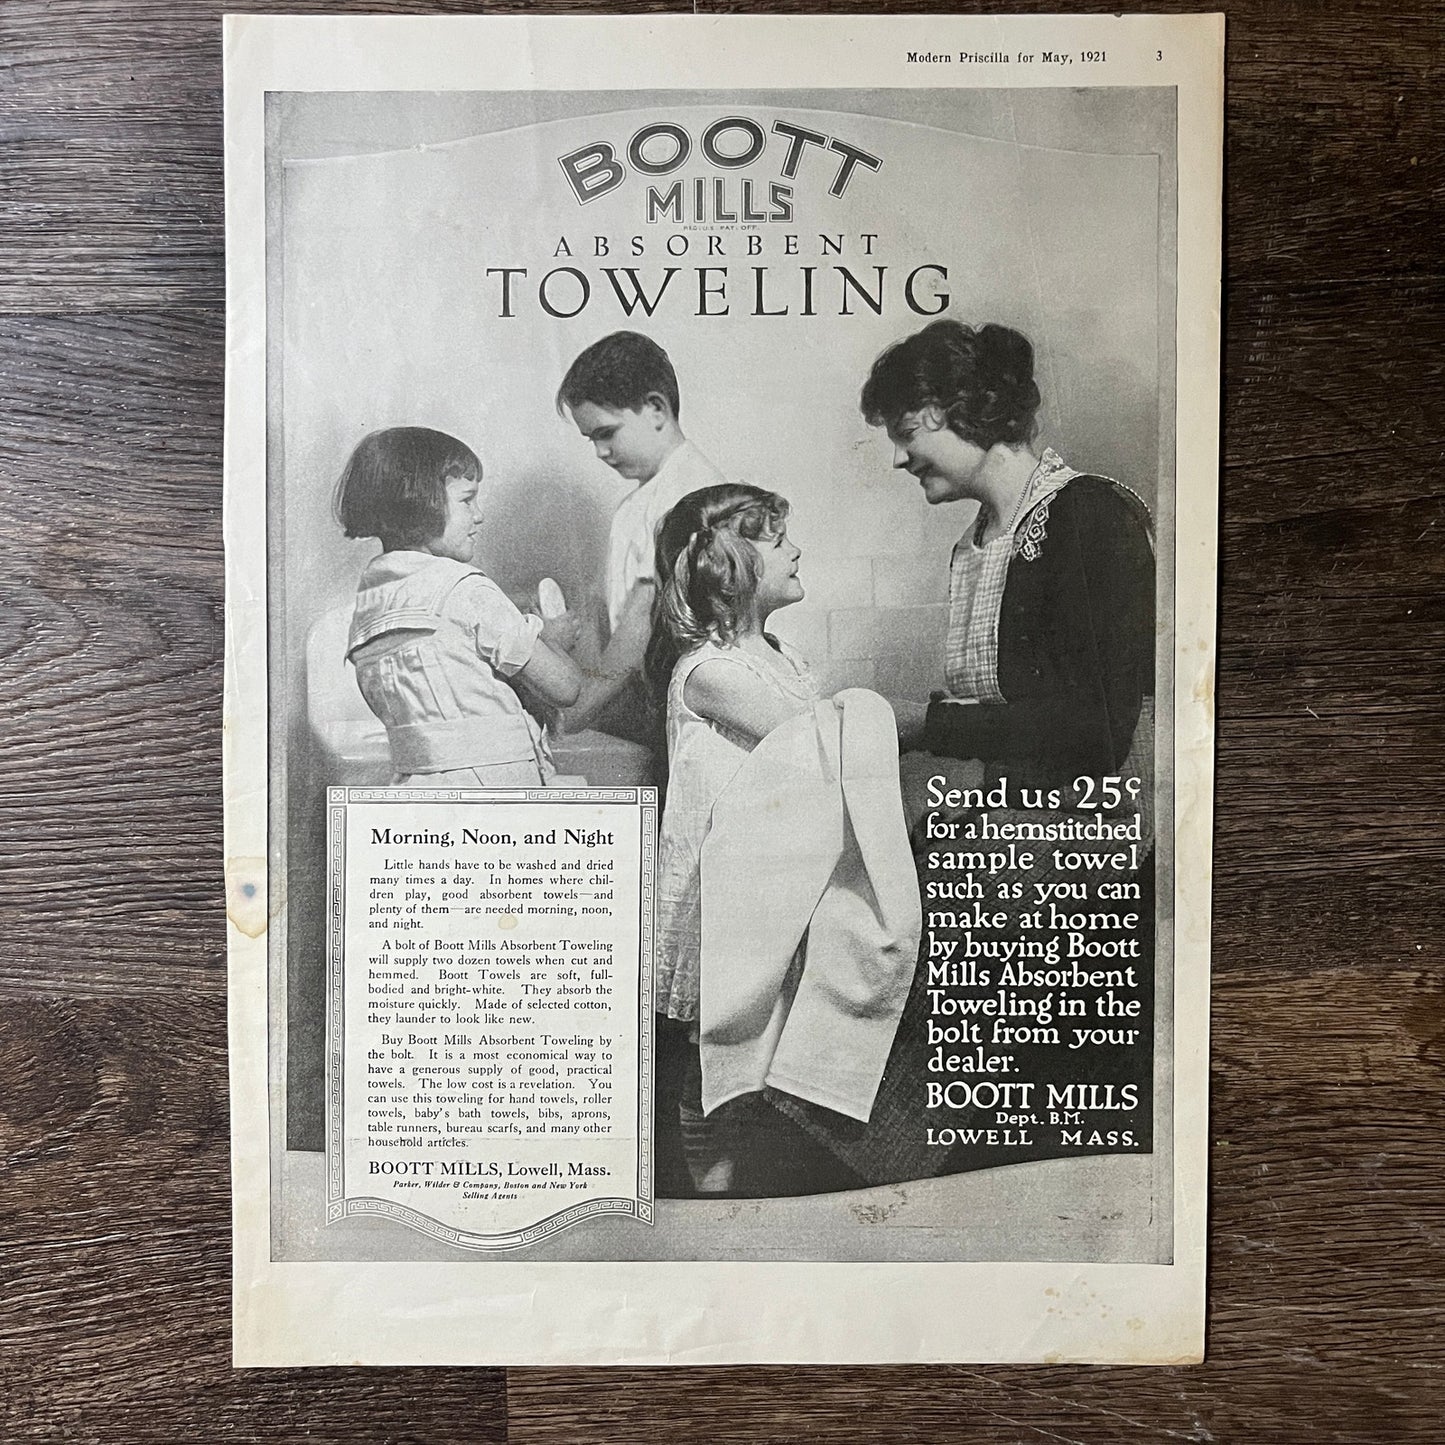 Modern Priscilla for May, 1921 3
BOOTT
MILLS
REG. U.S. PAT. OFF.
ABSORBENT
TOWELING
Morning, Noon, and Night
Little hands have to be washed and dried
many times a day. In homes where chil-
dren play, good absorbent towels—and
plenty of them—are needed morning, noon,
and night.
A bolt of Boott Mills Absorbent Toweling
will supply two dozen towels when cut and
hemmed. Boott Towels are soft, full-
bodied and bright-white. They absorb the
moisture quickly. Made of selected cotton,
they launder to look like new.
Buy Boott Mills Absorbent Toweling by
the bolt. It is a most economical way to
have a generous supply of good, practical
towels. The low cost is a revelation. You
can use this toweling for hand towels, roller
towels, baby's bath towels, bibs, aprons,
table runners, bureau scarfs, and many other
household articles.
BOOTT MILLS, Lowell, Mass.
Parker, Wilder & Company, Boston and New York
Selling Agents
Send us 25¢
for a hemstitched
sample towel
such as you can
make at home
by buying Boott
Mills Absorbent
Toweling in the
bolt from your
dealer.
BOOTT MILLS
Dept. B.M.
LOWELL MASS.